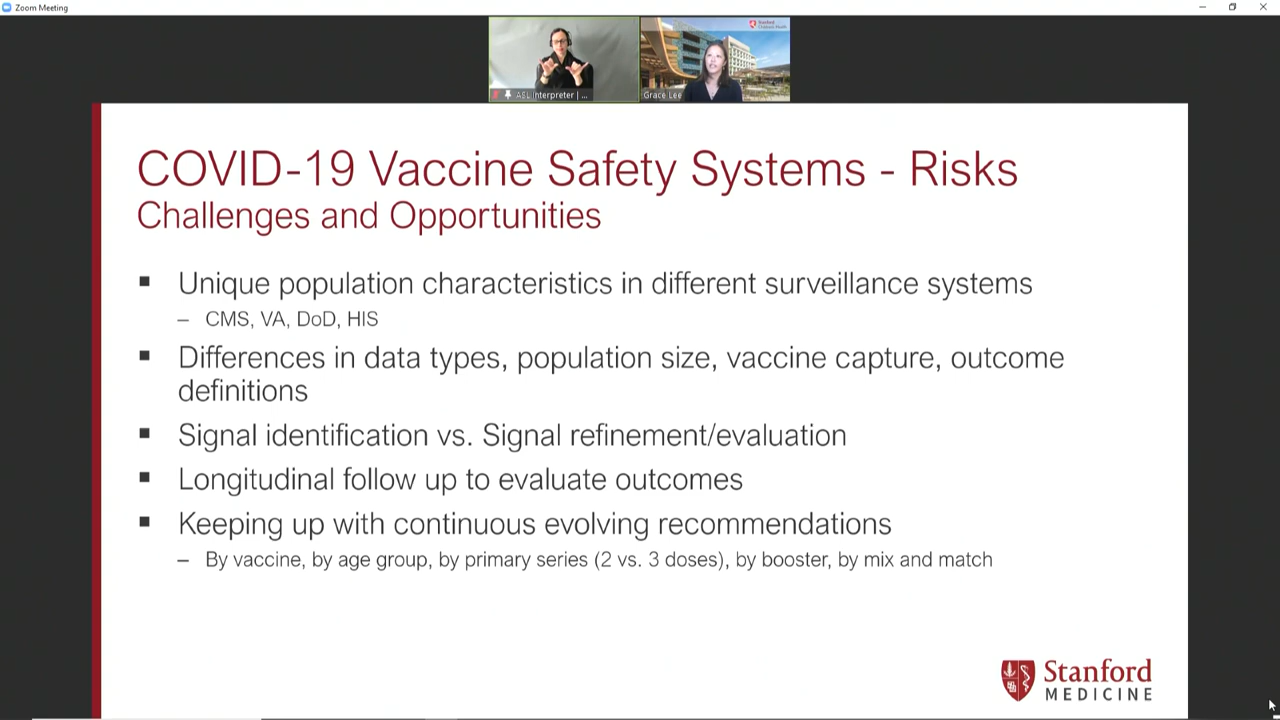 Zoom Meeting
Stanford
ASL Interpreter | ...
Grace Lee
COVID-19 Vaccine Safety Systems - Risks
Challenges and Opportunities
Unique population characteristics in different surveillance systems
– CMS, VA, DoD, HIS
Differences in data types, population size, vaccine capture, outcome
definitions
Signal identification vs. Signal refinement/evaluation
Longitudinal follow up to evaluate outcomes
Keeping up with continuous evolving recommendations
– By vaccine, by age group, by primary series (2 vs. 3 doses), by booster, by mix and match
Stanford
MEDICINE